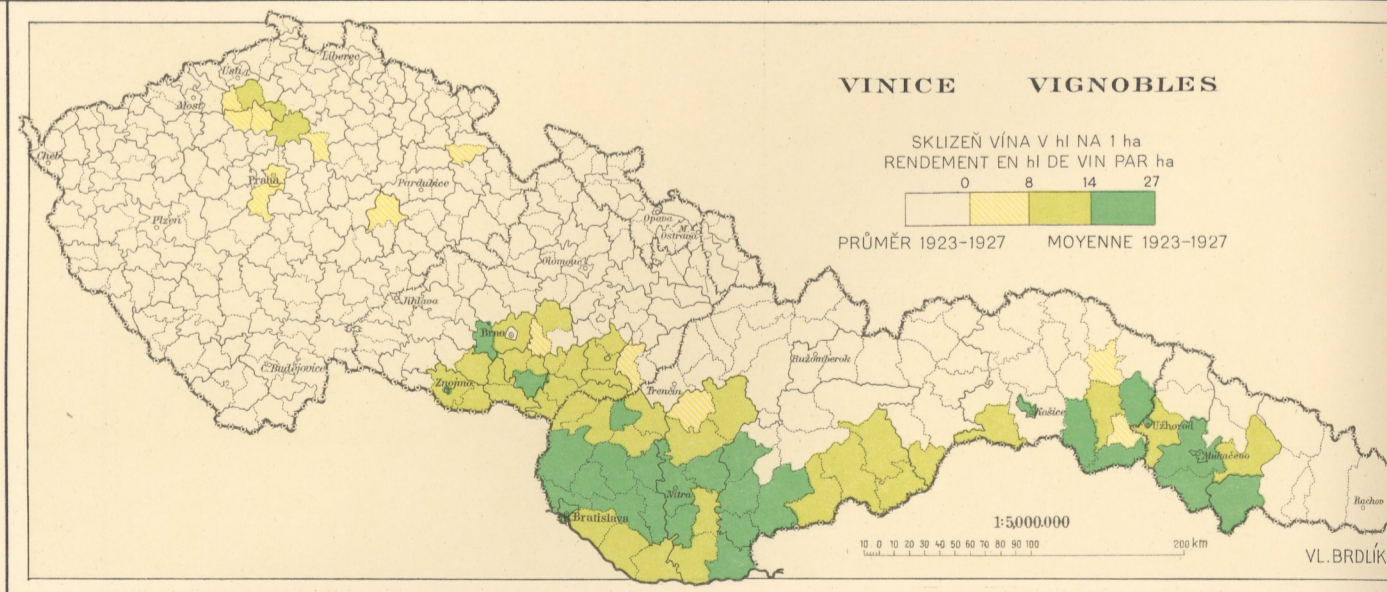 VINICE VIGNOBLES
SKLIZEŇ VÍNA V hl NA 1 ha
RENDEMENT EN hl DE VIN PAR ha
0 8 14 27
PRŮMĚR 1923-1927 MOYENNE 1923-1927
Liberec
Ústí
Most
Cheb
Praha
Pardubice
Plzeň
Opava
M. Ostrava
Olomouc
Jihlava
Brno
Č. Budějovice
Ružomberok
Znojmo
Trenčín
Košice
Užhorod
Mukačevo
Nitra
Rachov
Bratislava
1:5,000.000
10 0 10 20 30 40 50 60 70 80 90 100 200 km
VL. BRDLÍK